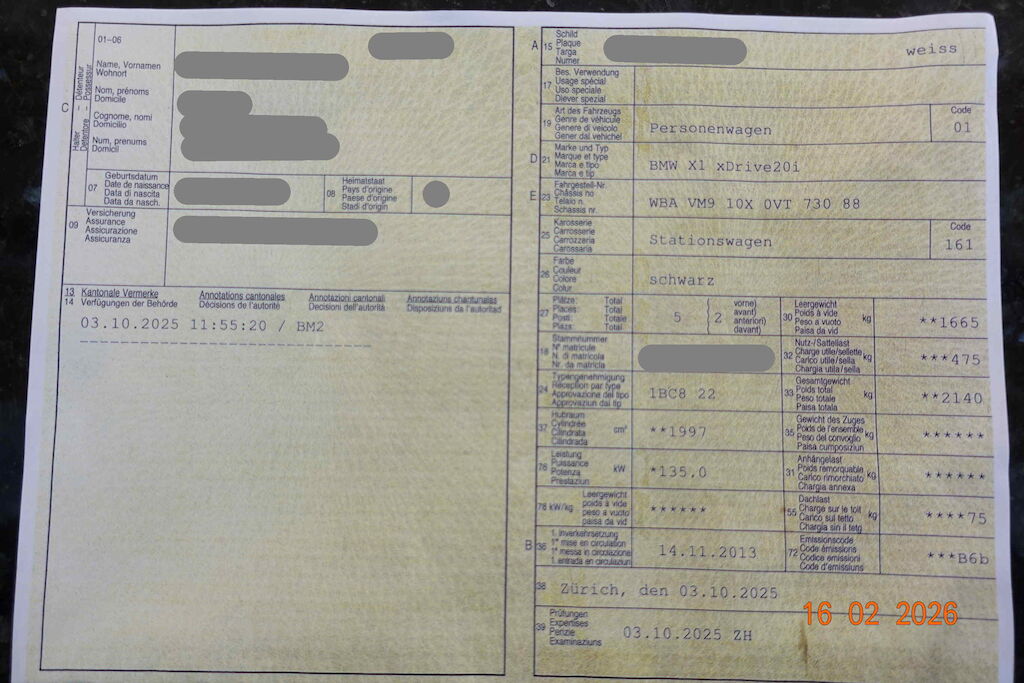 C
Halter – Détenteur
Detentore – Possessur
01-06
Name, Vornamen
Wohnort
Nom, prénoms
Domicile
Cognome, nomi
Domicilio
Num, prenums
Domicil
07
Geburtsdatum
Date de naissance
Data di nascita
Data da nasch.
08
Heimatstaat
Pays d'origine
Paese d'origine
Stadi d'origin
09
Versicherung
Assurance
Assicurazione
Assicuranza
13 Kantonale Vermerke Annotations cantonales Annotazioni cantonali Annotaziuns chantunales
14 Verfügungen der Behörde Décisions de l'autorité Decisioni dell'autorità Disposiziuns da l'autoritad
03.10.2025 11:55:20 / BM2
A 15
Schild
Plaque
Targa
Numer
weiss
17
Bes. Verwendung
Usage spécial
Uso speciale
Diever spezial
19
Art des Fahrzeugs
Genre de véhicule
Genere di veicolo
Gener dal vehichel
Personenwagen
Code
01
D 21
Marke und Typ
Marque et type
Marca e tipo
Marca e tip
BMW X1 xDrive20i
E 23
Fahrgestell-Nr.
Châssis no
Telaio n.
Schassis nr.
WBA VM9 10X 0VT 730 88
25
Karosserie
Carrosserie
Carrozzeria
Carossaria
Stationswagen
Code
161
26
Farbe
Couleur
Colore
Colur
schwarz
27
Plätze: Total
Places: Total
Posti: Totale
Plazs: Total
5
2
vorne)
avant)
anteriori)
davant)
30
Leergewicht
Poids à vide
Peso a vuoto
Paisa da vid
kg
**1665
18
Stammnummer
N° matricule
N. di matricola
Nr. da matricla
32
Nutz-/Sattellast
Charge utile/sellette
Carico utile/sella
Chargia utila/sella
kg
***475
24
Typengenehmigung
Réception par type
Approvazione del tipo
Approvaziun dal tip
1BC8 22
33
Gesamtgewicht
Poids total
Peso totale
Paisa totala
kg
**2140
37
Hubraum
Cylindrée
Cilindrata
Cilindrada
cm³
**1997
35
Gewicht des Zuges
Poids de l'ensemble
Peso del convoglio
Paisa cumposiziun
kg
******
76
Leistung
Puissance
Potenza
Prestaziun
kW
*135.0
31
Anhängelast
Poids remorquable
Carico rimorchiato
Chargia annexa
kg
******
78 kW/kg
Leergewicht
poids à vide
peso a vuoto
paisa da vid
******
55
Dachlast
Charge sur le toit
Carico sul tetto
Chargia sin il tetg
kg
****75
B 36
1. Inverkehrsetzung
1re mise en circulation
1a messa in circolazione
1. entrada en circulaziun
14.11.2013
72
Emissionscode
Code émissions
Codice emissioni
Code d'emissiuns
***B6b
38
Zürich, den 03.10.2025
39
Prüfungen
Expertises
Perizie
Examinaziuns
03.10.2025 ZH
16 02 2026